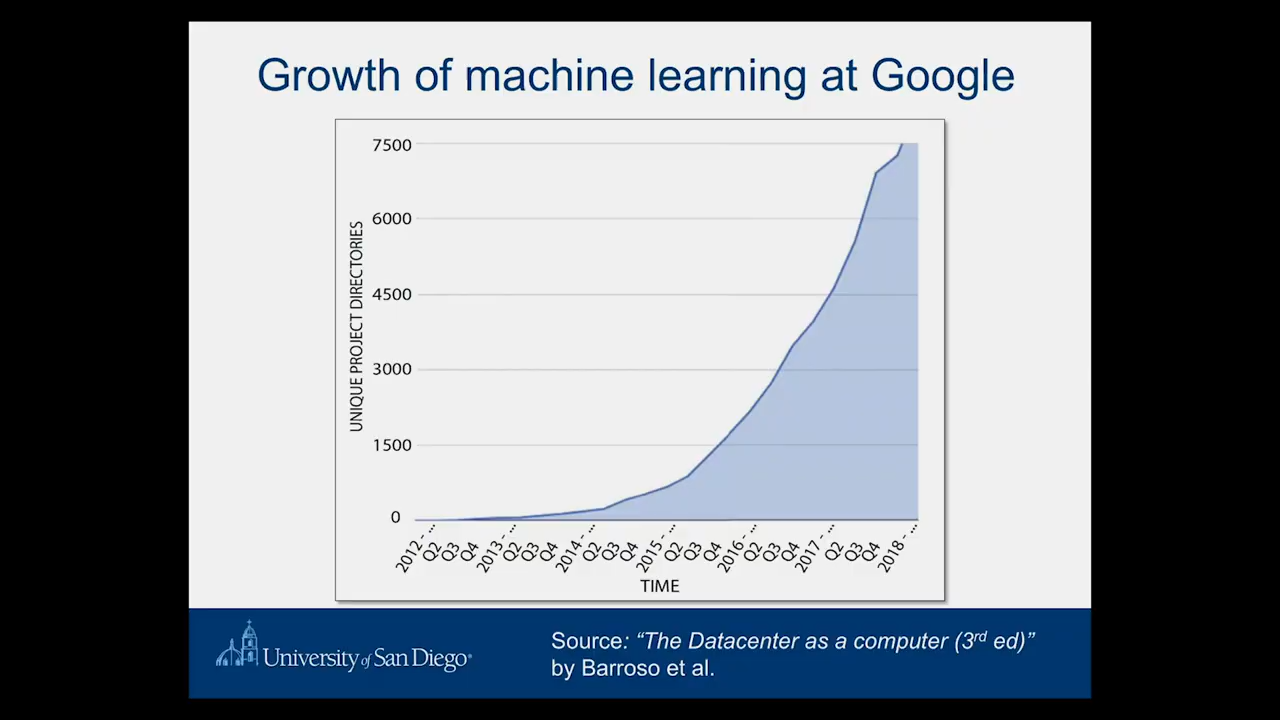 Growth of machine learning at Google
7500
6000
4500
3000
1500
0
UNIQUE PROJECT DIRECTORIES
2012- ...
Q2
Q3
Q4
2013- ...
Q2
Q3
Q4
2014- ...
Q2
Q3
Q4
2015- ...
Q2
Q3
Q4
2016- ...
Q2
Q3
Q4
2017- ...
Q2
Q3
Q4
2018- ...
TIME
University of San Diego
Source: “The Datacenter as a computer (3rd ed)”
by Barroso et al.